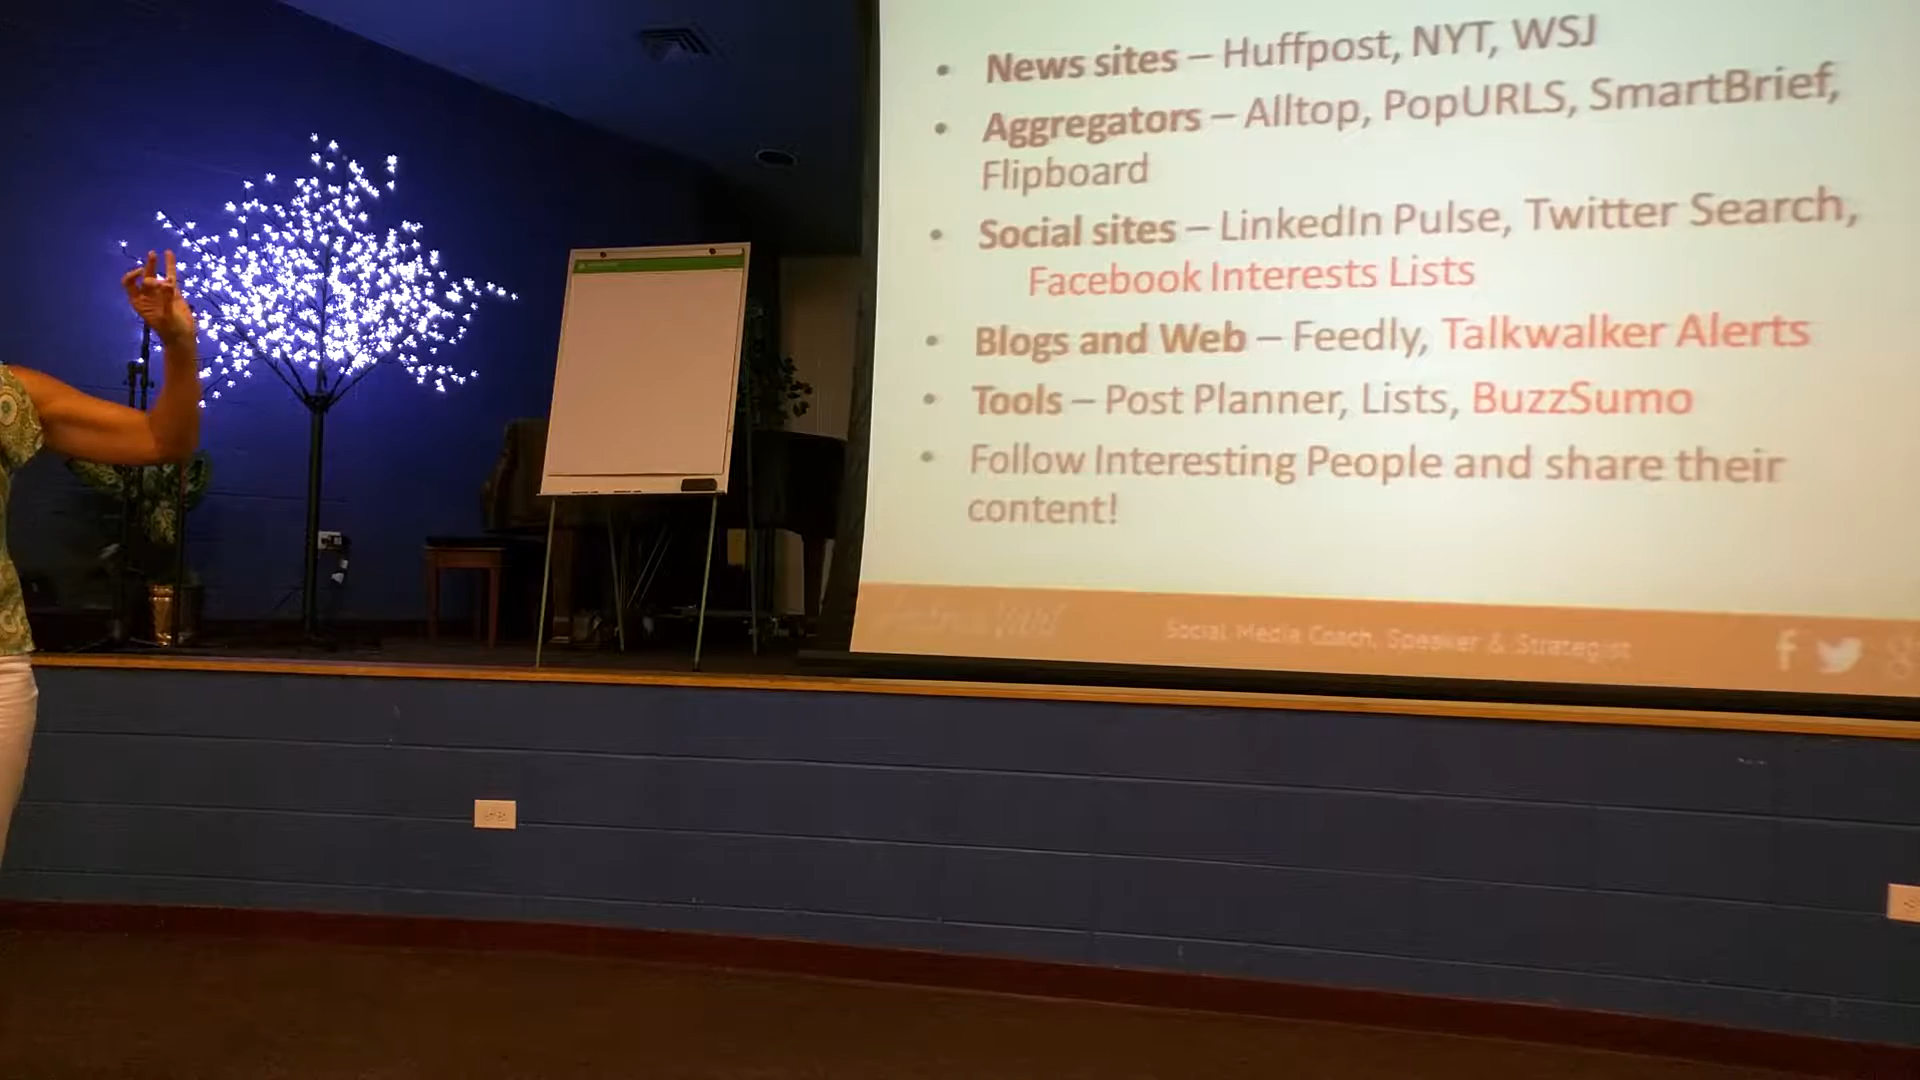 • News sites – Huffpost, NYT, WSJ
• Aggregators – Alltop, PopURLS, SmartBrief,
Flipboard
• Social sites – LinkedIn Pulse, Twitter Search,
Facebook Interests Lists
• Blogs and Web – Feedly, Talkwalker Alerts
• Tools – Post Planner, Lists, BuzzSumo
• Follow Interesting People and share their
content!
Social Media Coach, Speaker & Strategist